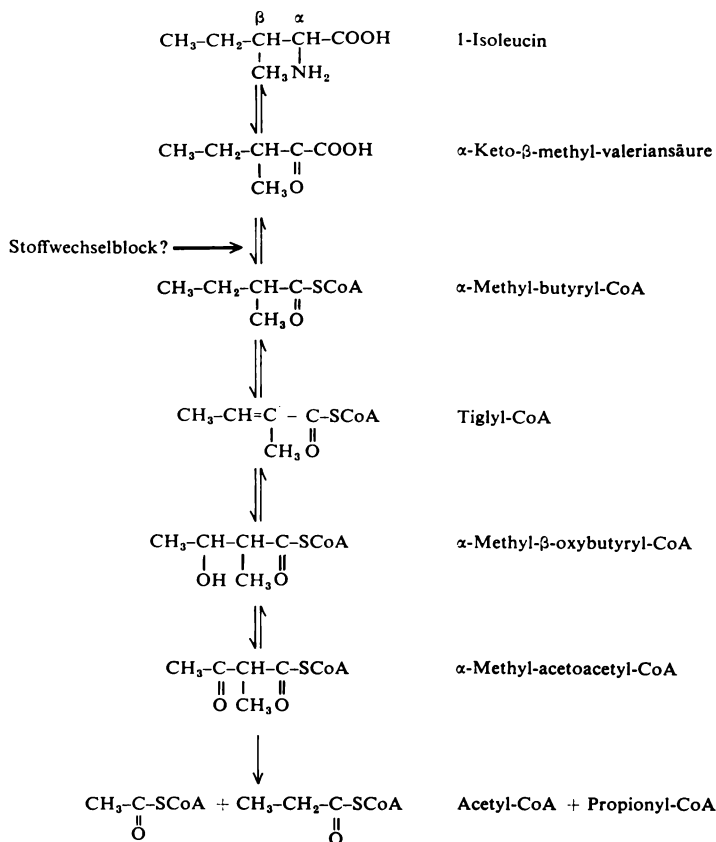 β α
CH₃–CH₂–CH–CH–COOH 1-Isoleucin
CH₃ NH₂
CH₃–CH₂–CH–C–COOH α-Keto-β-methyl-valeriansäure
CH₃ O
Stoffwechselblock?
CH₃–CH₂–CH–C–SCoA α-Methyl-butyryl-CoA
CH₃ O
CH₃–CH=C – C–SCoA Tiglyl-CoA
CH₃ O
CH₃–CH–CH–C–SCoA α-Methyl-β-oxybutyryl-CoA
OH CH₃ O
CH₃–C–CH–C–SCoA α-Methyl-acetoacetyl-CoA
O CH₃ O
CH₃–C–SCoA + CH₃–CH₂–C–SCoA Acetyl-CoA + Propionyl-CoA
O O